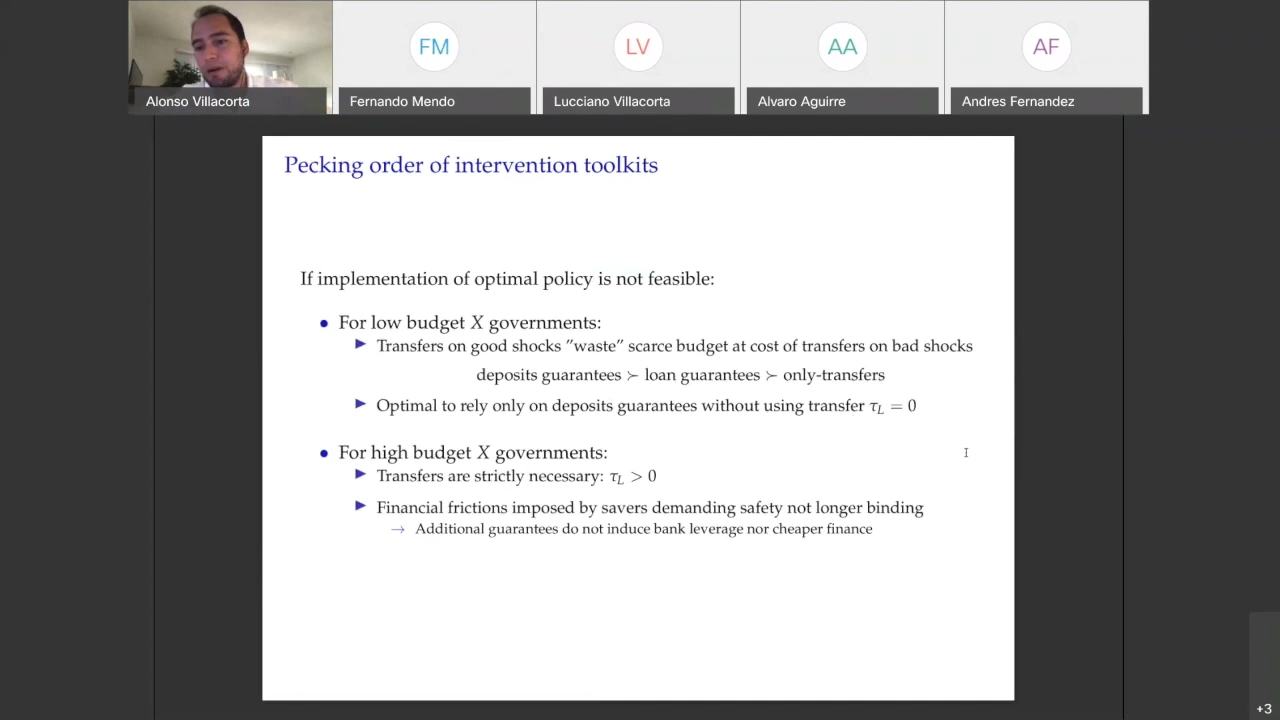 FM
LV
AA
AF
Alonso Villacorta
Fernando Mendo
Lucciano Villacorta
Alvaro Aguirre
Andres Fernandez
Pecking order of intervention toolkits
If implementation of optimal policy is not feasible:
• For low budget X governments:
▶ Transfers on good shocks "waste" scarce budget at cost of transfers on bad shocks
deposits guarantees ≻ loan guarantees ≻ only-transfers
▶ Optimal to rely only on deposits guarantees without using transfer τ_L = 0
• For high budget X governments:
▶ Transfers are strictly necessary: τ_L > 0
▶ Financial frictions imposed by savers demanding safety not longer binding
→ Additional guarantees do not induce bank leverage nor cheaper finance
+3